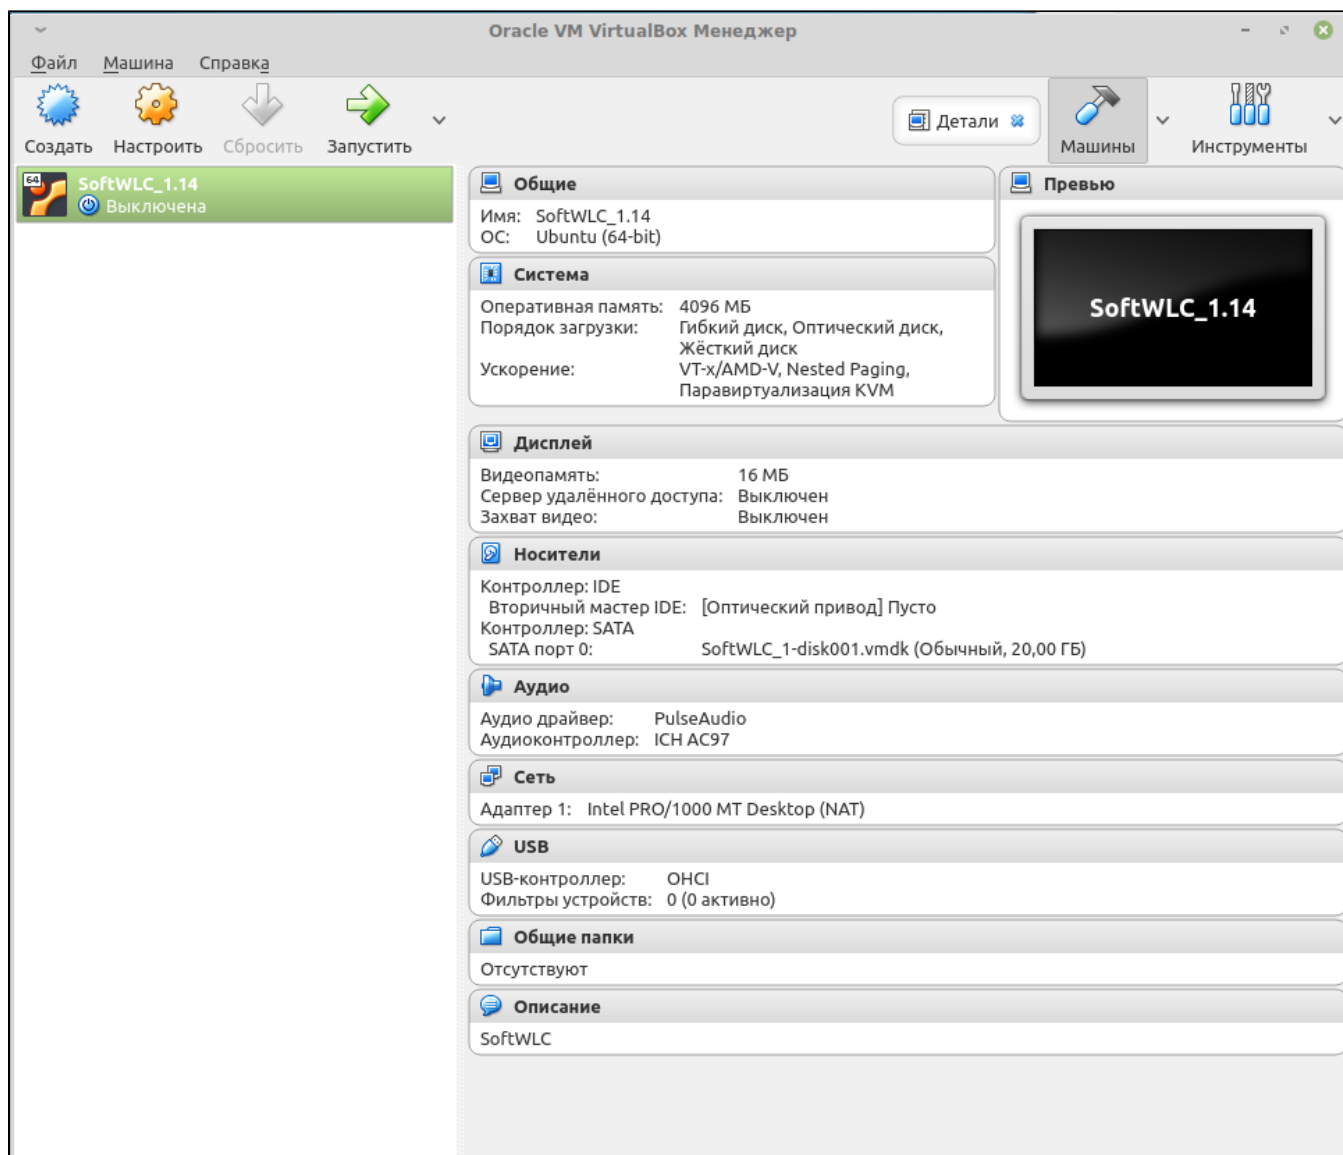 Oracle VM VirtualBox Менеджер
Файл Машина Справка
Создать Настроить Сбросить Запустить Детали Машины Инструменты
64
SoftWLC_1.14
Выключена
Общие
Имя: SoftWLC_1.14
ОС: Ubuntu (64-bit)
Превью
SoftWLC_1.14
Система
Оперативная память: 4096 МБ
Порядок загрузки: Гибкий диск, Оптический диск,
Жёсткий диск
Ускорение: VT-x/AMD-V, Nested Paging,
Паравиртуализация KVM
Дисплей
Видеопамять: 16 МБ
Сервер удалённого доступа: Выключен
Захват видео: Выключен
Носители
Контроллер: IDE
Вторичный мастер IDE: [Оптический привод] Пусто
Контроллер: SATA
SATA порт 0: SoftWLC_1-disk001.vmdk (Обычный, 20,00 ГБ)
Аудио
Аудио драйвер: PulseAudio
Аудиоконтроллер: ICH AC97
Сеть
Адаптер 1: Intel PRO/1000 MT Desktop (NAT)
USB
USB-контроллер: OHCI
Фильтры устройств: 0 (0 активно)
Общие папки
Отсутствуют
Описание
SoftWLC